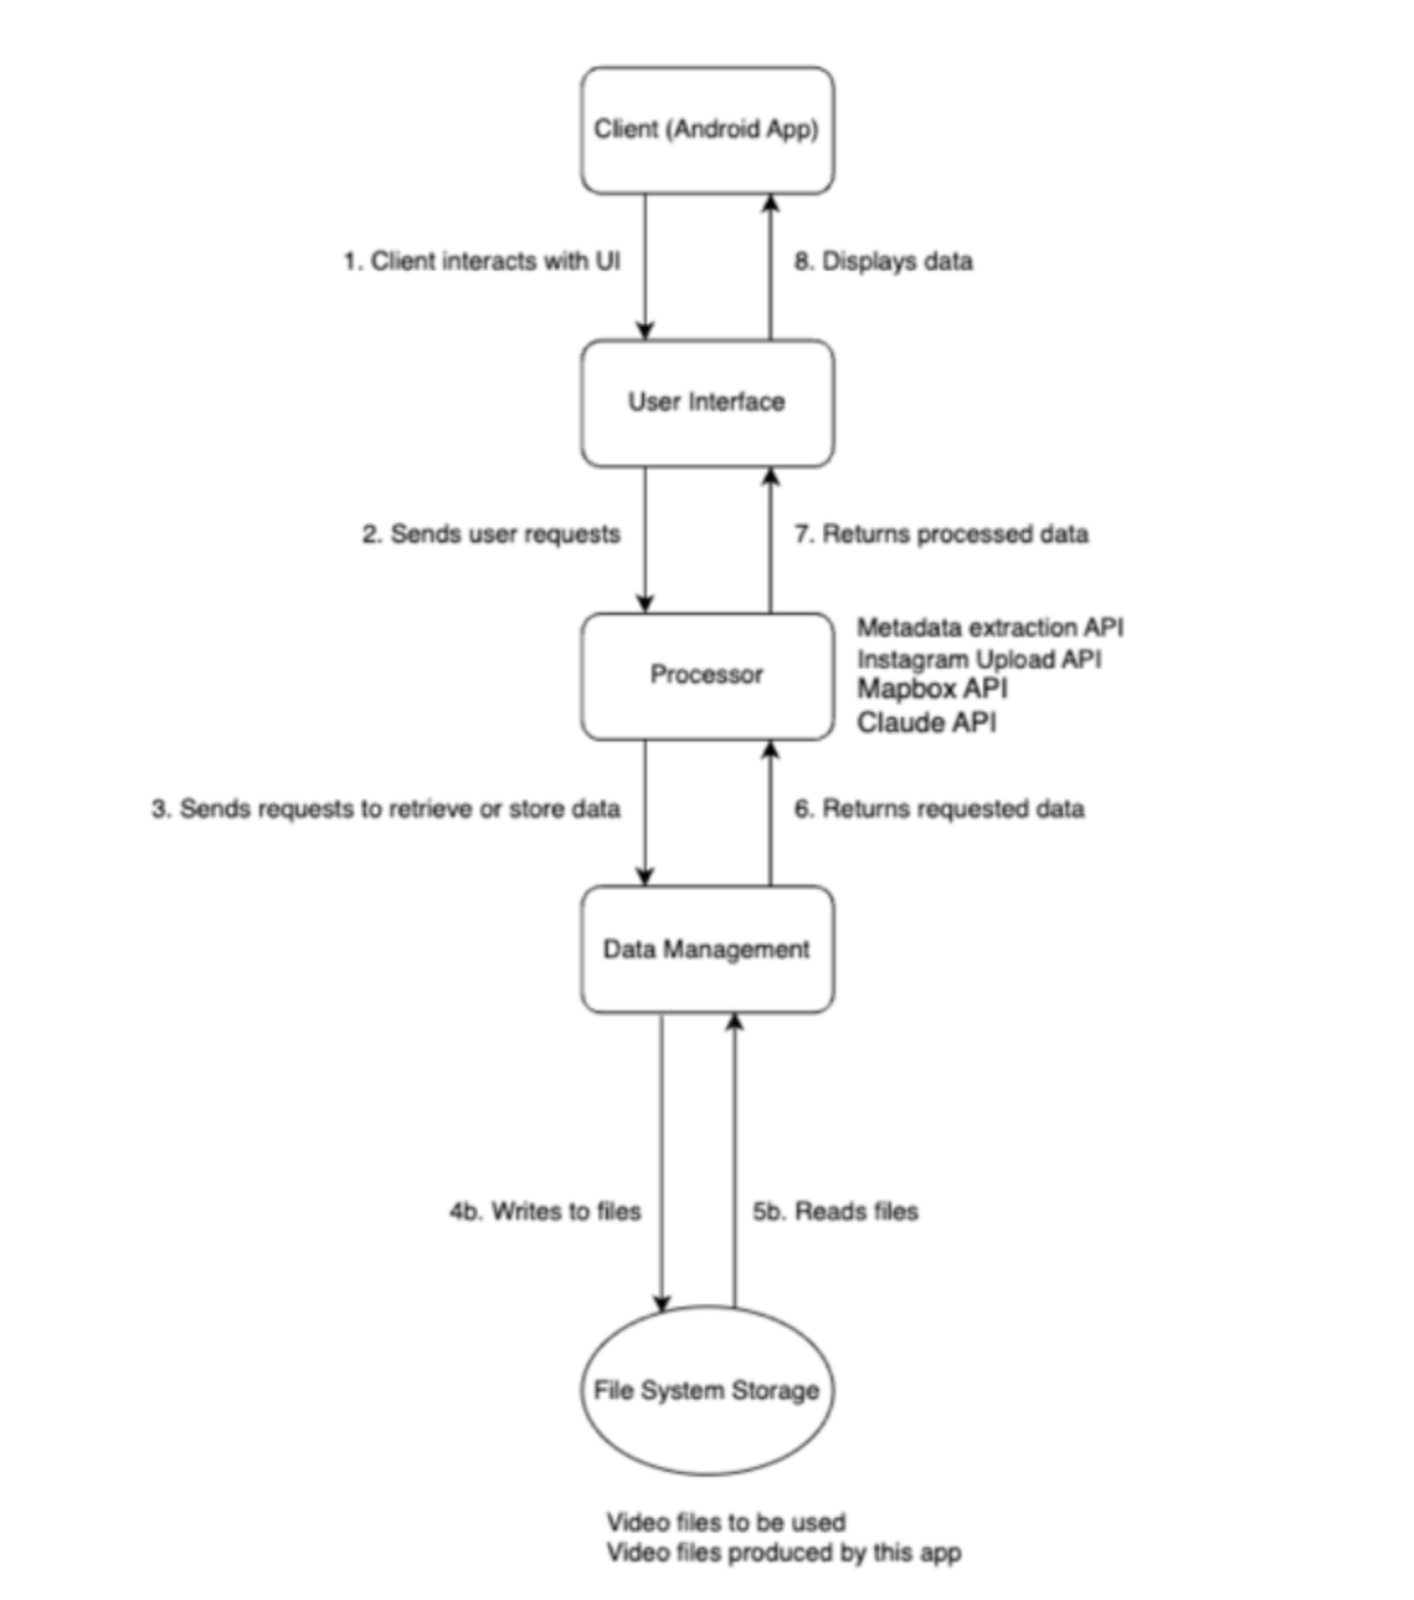 Client (Android App)
1. Client interacts with UI
8. Displays data
User Interface
2. Sends user requests
7. Returns processed data
Processor
Metadata extraction API
Instagram Upload API
Mapbox API
Claude API
3. Sends requests to retrieve or store data
6. Returns requested data
Data Management
4b. Writes to files
5b. Reads files
File System Storage
Video files to be used
Video files produced by this app